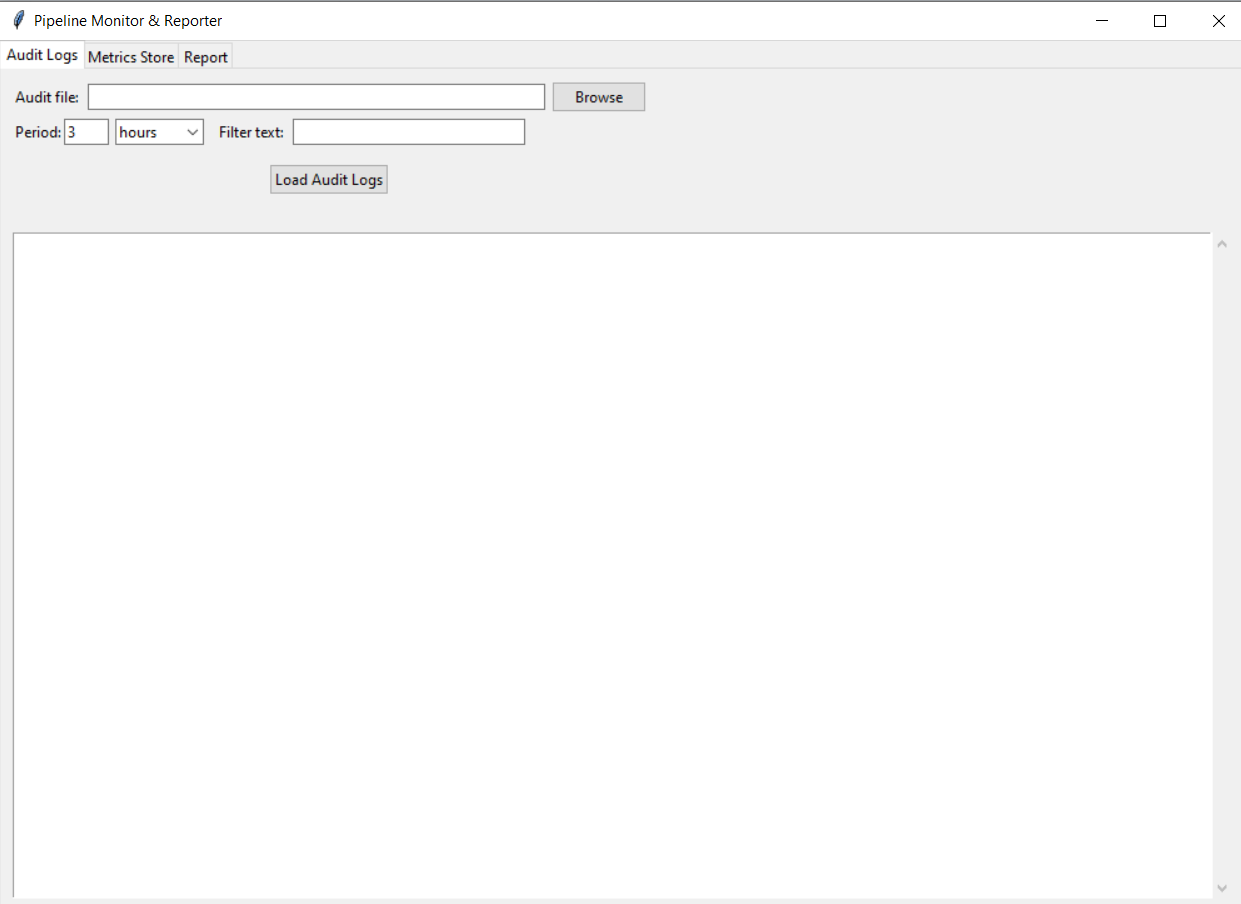 Pipeline Monitor & Reporter
Audit Logs Metrics Store Report
Audit file: Browse
Period: 3 hours Filter text:
Load Audit Logs